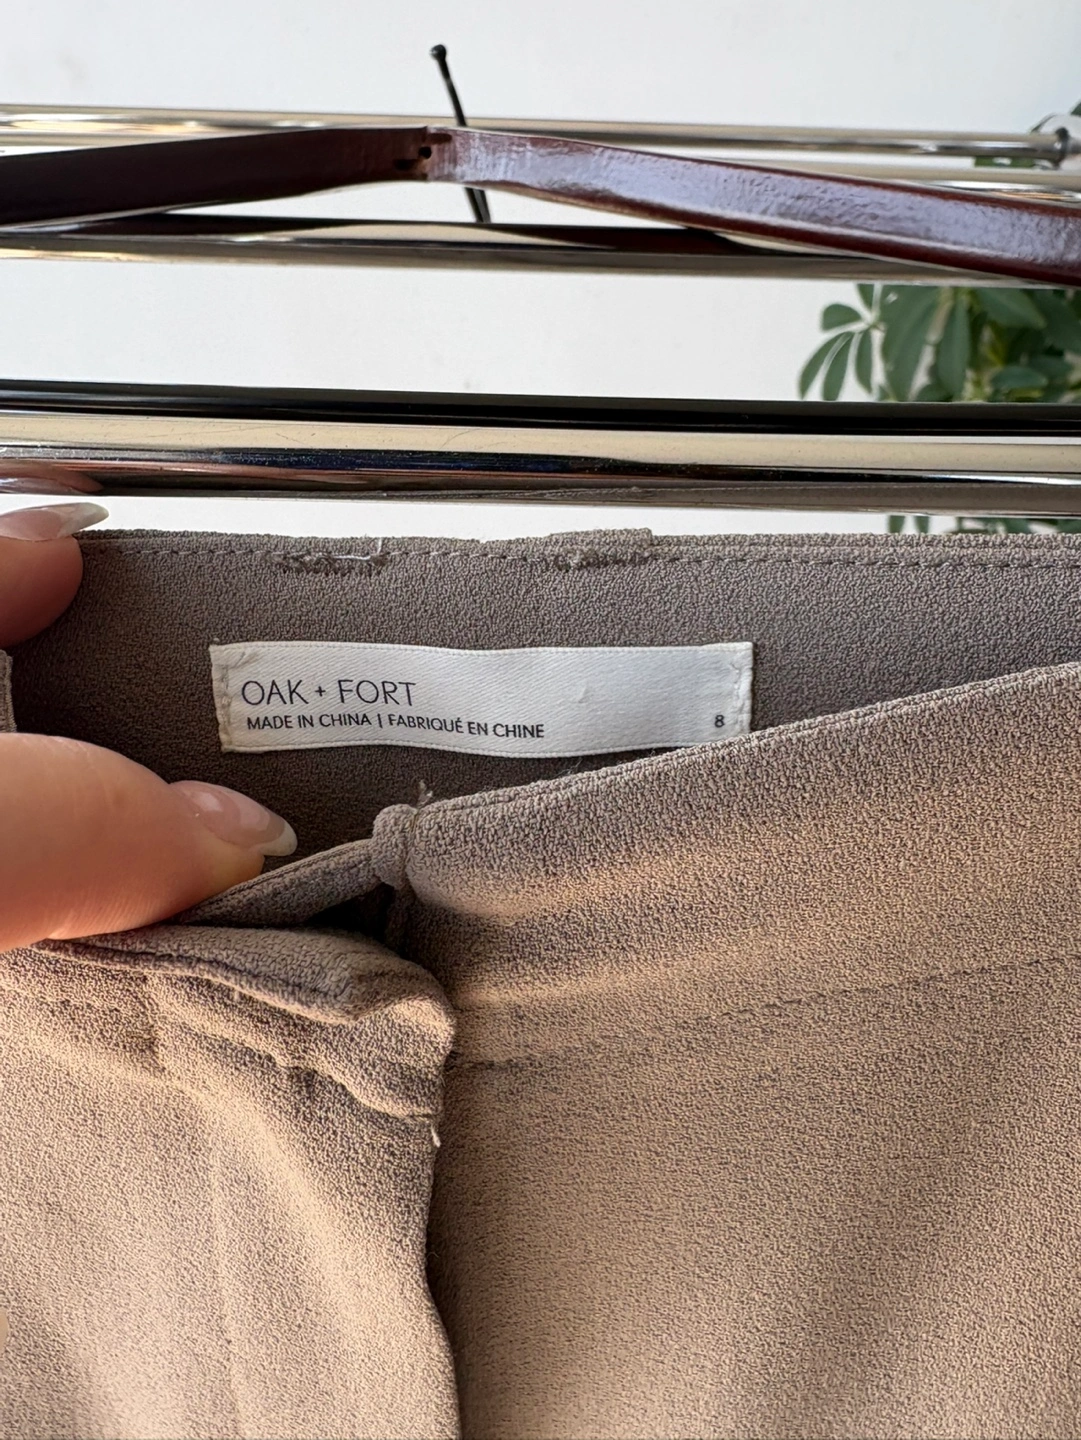 OAK + FORT
MADE IN CHINA | FABRIQUÉ EN CHINE
8